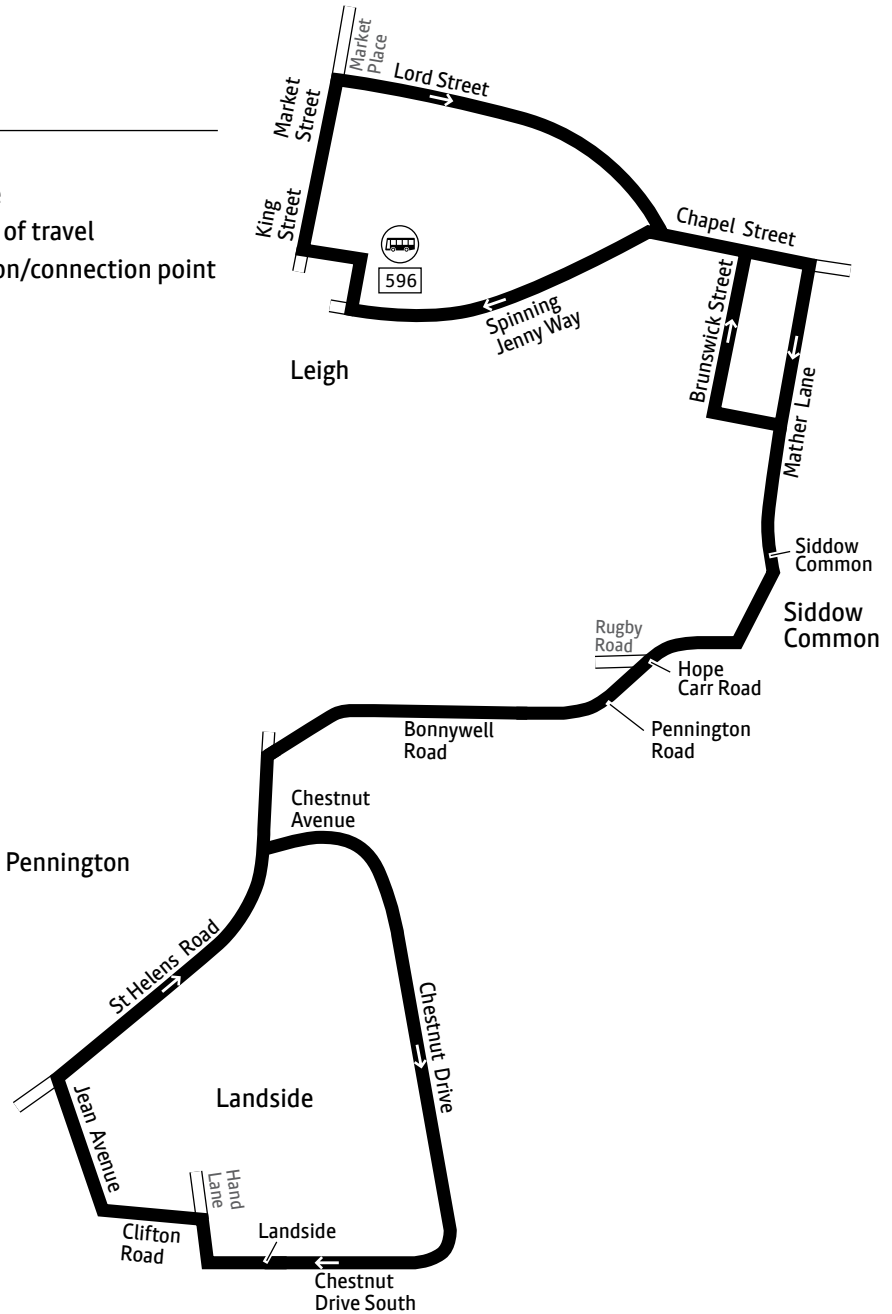 Market
Place
Lord Street
Market
Street
of travel
King
Street
on/connection point
596
Chapel Street
Spinning
Jenny Way
Brunswick Street
Mather Lane
Leigh
Siddow
Common
Siddow
Common
Rugby
Road
Hope
Carr Road
Bonnywell
Road
Pennington
Road
Chestnut
Avenue
Pennington
St Helens Road
Chestnut Drive
Landside
Jean Avenue
Hand
Lane
Clifton
Road
Landside
Chestnut
Drive South